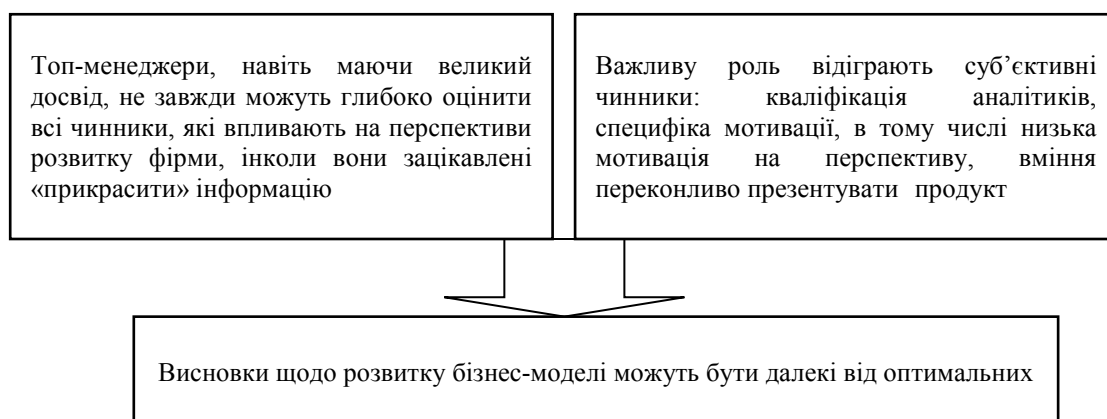 Топ-менеджери, навіть маючи великий
досвід, не завжди можуть глибоко оцінити
всі чинники, які впливають на перспективи
розвитку фірми, інколи вони зацікавлені
«прикрасити» інформацію
Важливу роль відіграють суб’єктивні
чинники: кваліфікація аналітиків,
специфіка мотивації, в тому числі низька
мотивація на перспективу, вміння
переконливо презентувати продукт
Висновки щодо розвитку бізнес-моделі можуть бути далекі від оптимальних